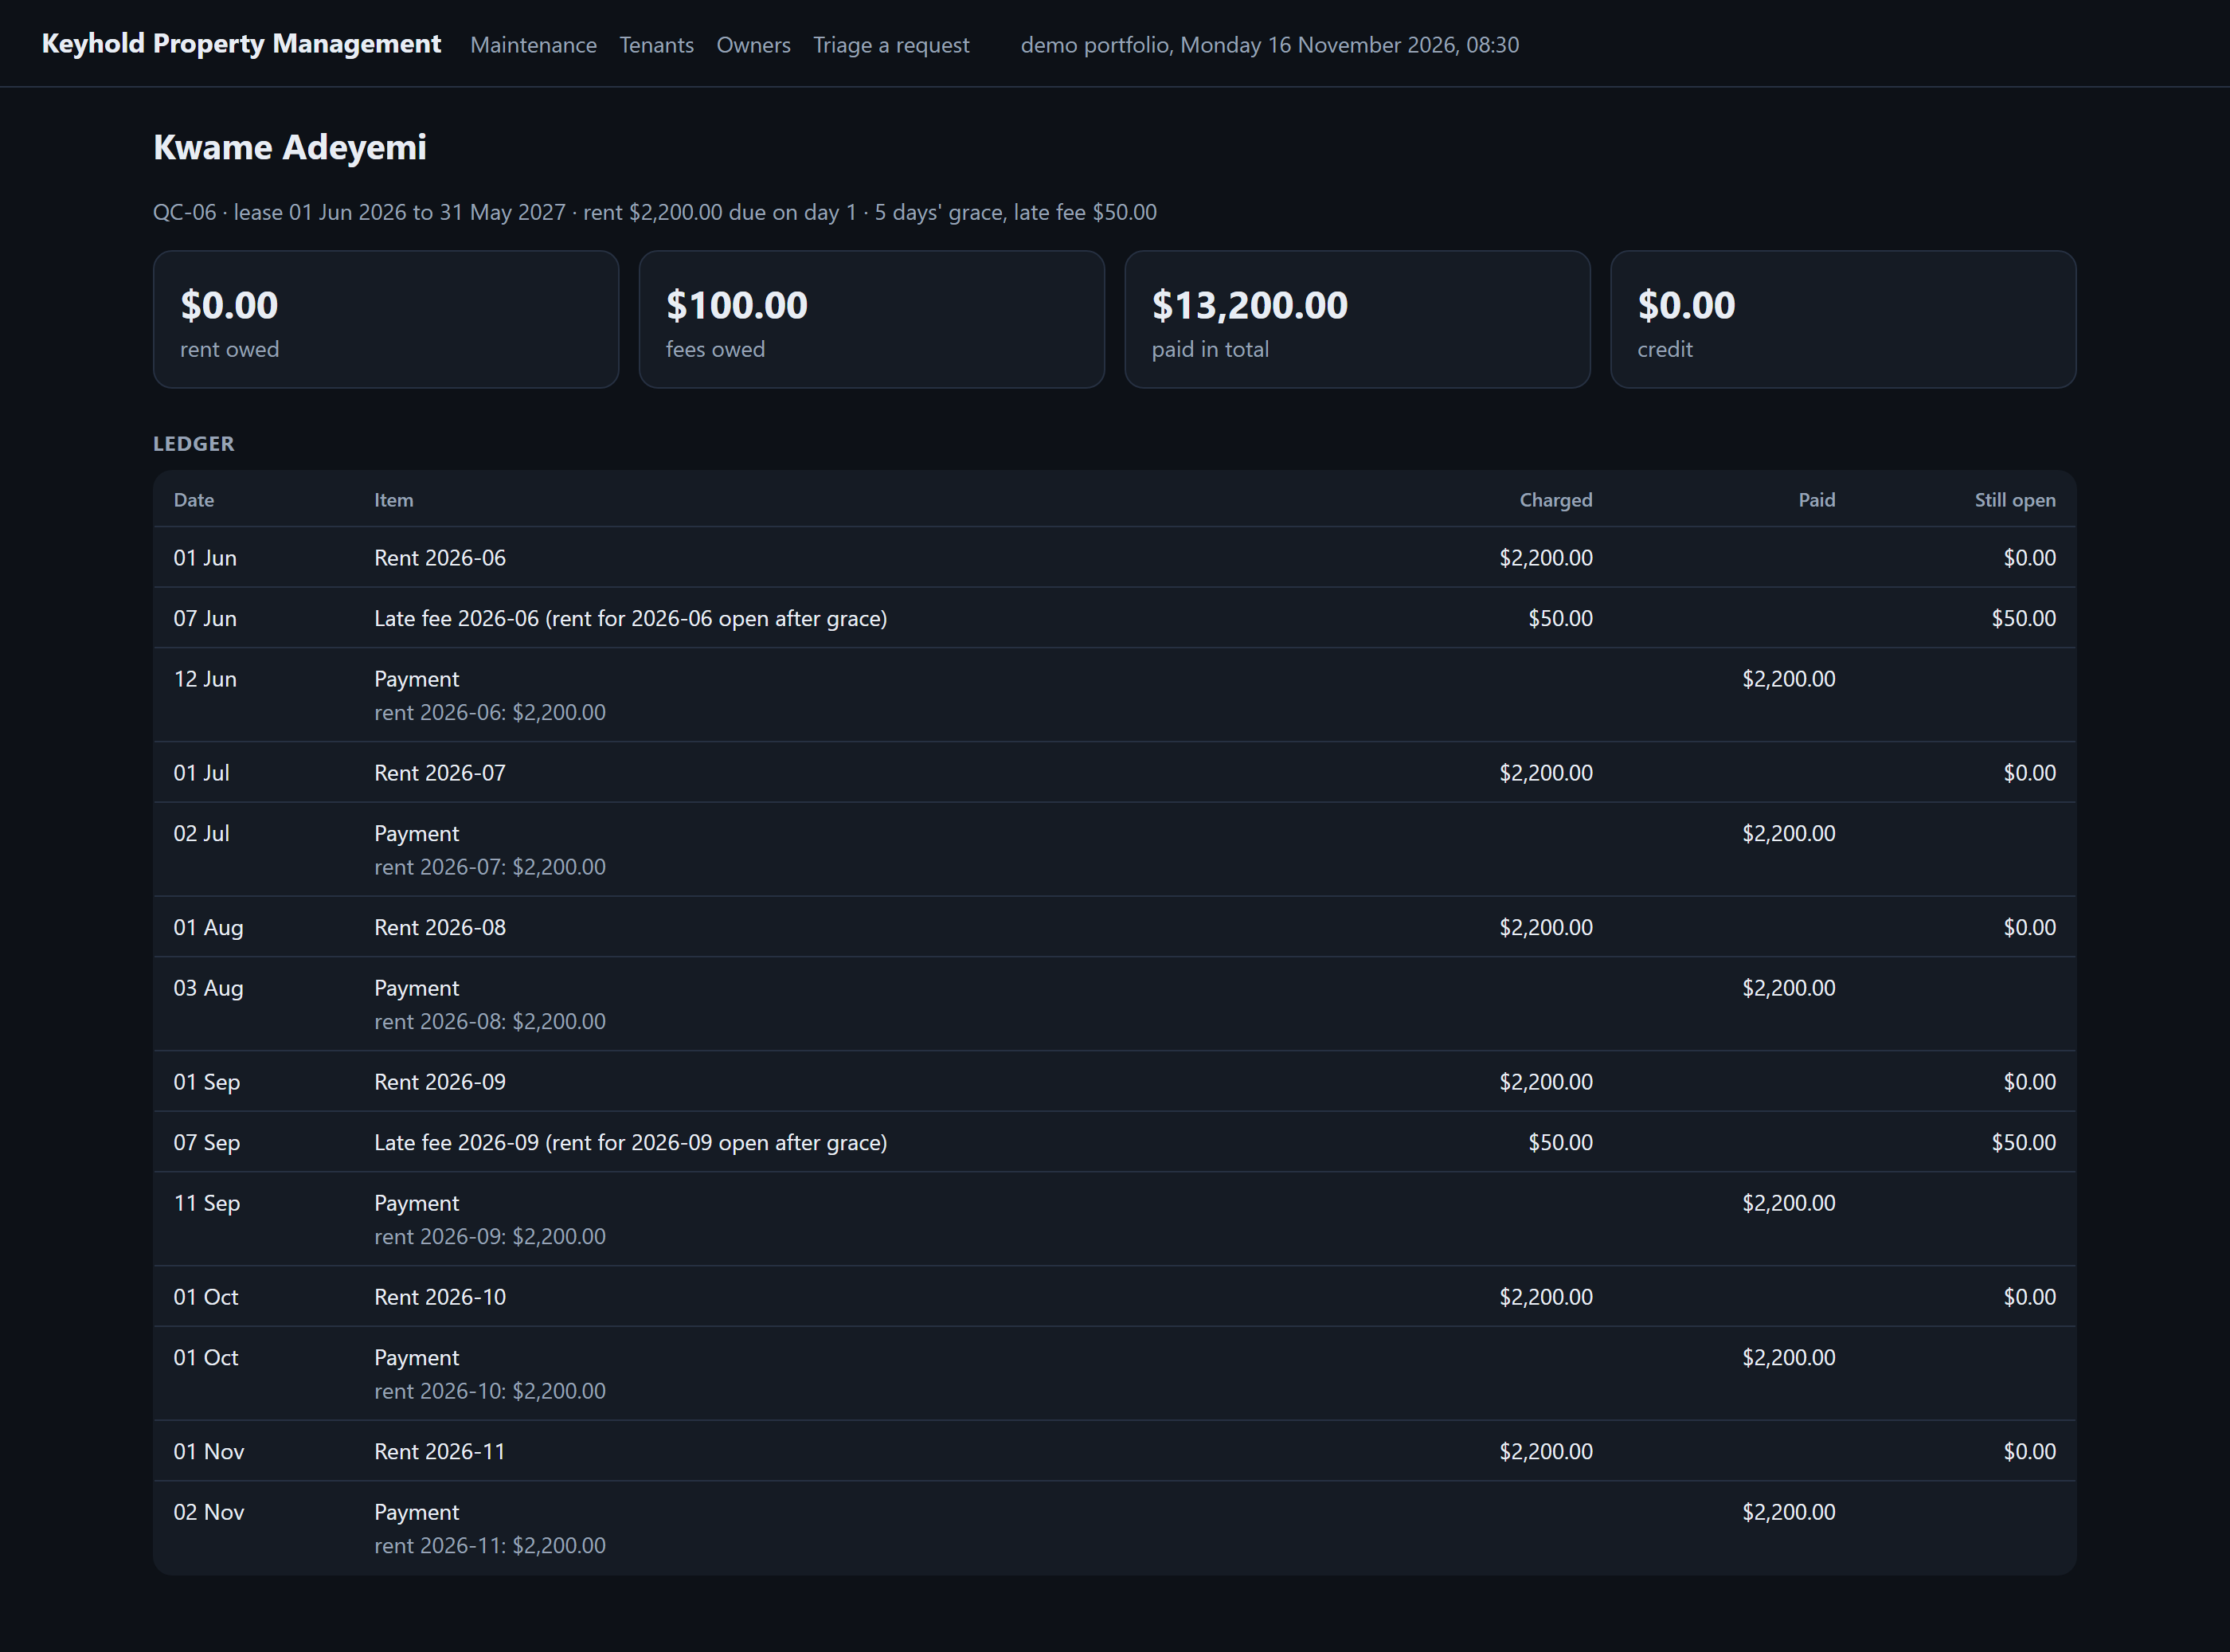 Keyhold Property Management Maintenance Tenants Owners Triage a request demo portfolio, Monday 16 November 2026, 08:30
Kwame Adeyemi
QC-06 · lease 01 Jun 2026 to 31 May 2027 · rent $2,200.00 due on day 1 · 5 days' grace, late fee $50.00
$0.00 $100.00 $13,200.00 $0.00
rent owed fees owed paid in total credit
LEDGER
Date Item Charged Paid Still open
01 Jun Rent 2026-06 $2,200.00 $0.00
07 Jun Late fee 2026-06 (rent for 2026-06 open after grace) $50.00 $50.00
12 Jun Payment $2,200.00
rent 2026-06: $2,200.00
01 Jul Rent 2026-07 $2,200.00 $0.00
02 Jul Payment $2,200.00
rent 2026-07: $2,200.00
01 Aug Rent 2026-08 $2,200.00 $0.00
03 Aug Payment $2,200.00
rent 2026-08: $2,200.00
01 Sep Rent 2026-09 $2,200.00 $0.00
07 Sep Late fee 2026-09 (rent for 2026-09 open after grace) $50.00 $50.00
11 Sep Payment $2,200.00
rent 2026-09: $2,200.00
01 Oct Rent 2026-10 $2,200.00 $0.00
01 Oct Payment $2,200.00
rent 2026-10: $2,200.00
01 Nov Rent 2026-11 $2,200.00 $0.00
02 Nov Payment $2,200.00
rent 2026-11: $2,200.00